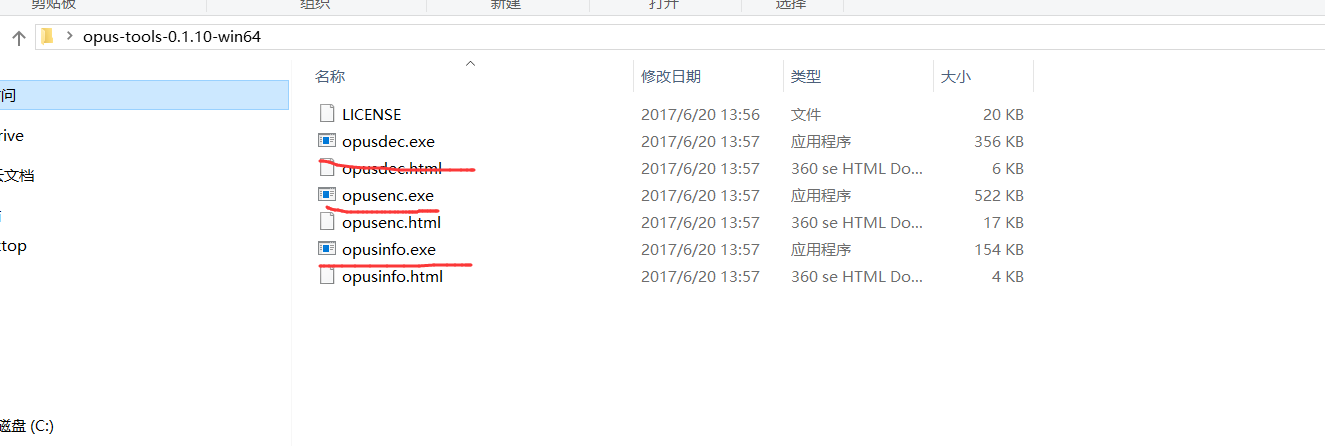 剪贴板 组织 新建 打开 选择
opus-tools-0.1.10-win64
名称 修改日期 类型 大小
问
LICENSE 2017/6/20 13:56 文件 20 KB
rive
opusdec.exe 2017/6/20 13:57 应用程序 356 KB
opusdec.html 2017/6/20 13:57 360 se HTML Do... 6 KB
云文档
opusenc.exe 2017/6/20 13:57 应用程序 522 KB
opusenc.html 2017/6/20 13:57 360 se HTML Do... 17 KB
top
opusinfo.exe 2017/6/20 13:57 应用程序 154 KB
opusinfo.html 2017/6/20 13:57 360 se HTML Do... 4 KB
磁盘 (C:)